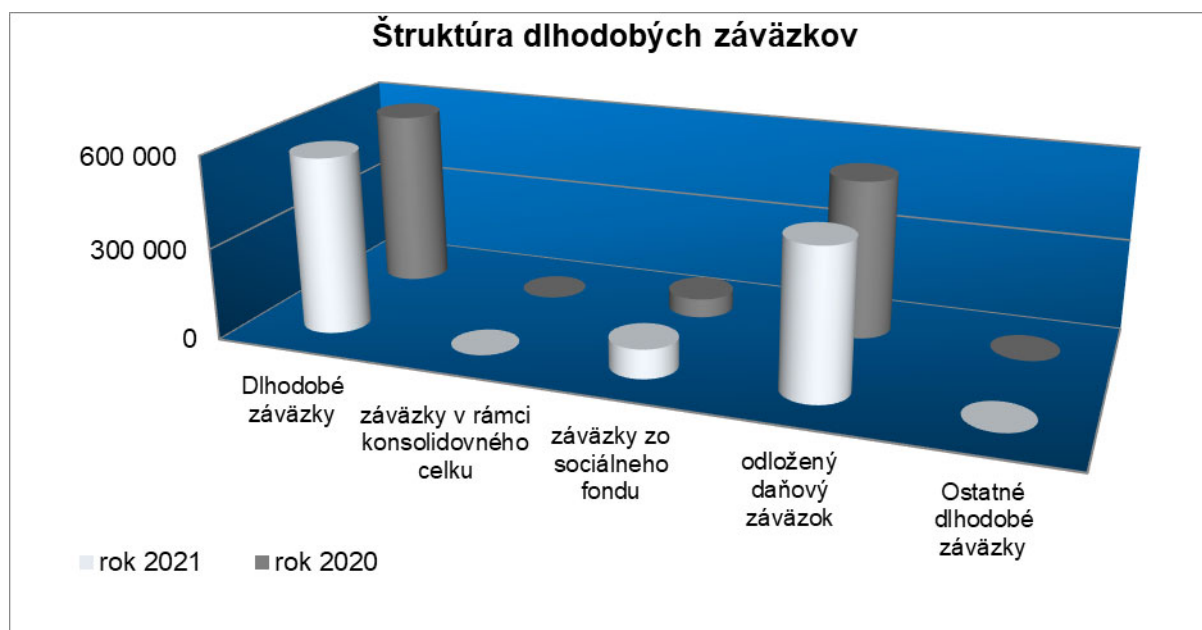 Štruktúra dlhodobých záväzkov
600 000
300 000
0
Dlhodobé
záväzky
záväzky v rámci
konsolidovného
celku
záväzky zo
sociálneho
fondu
odložený
daňový
záväzok
Ostatné
dlhodobé
záväzky
rok 2021
rok 2020